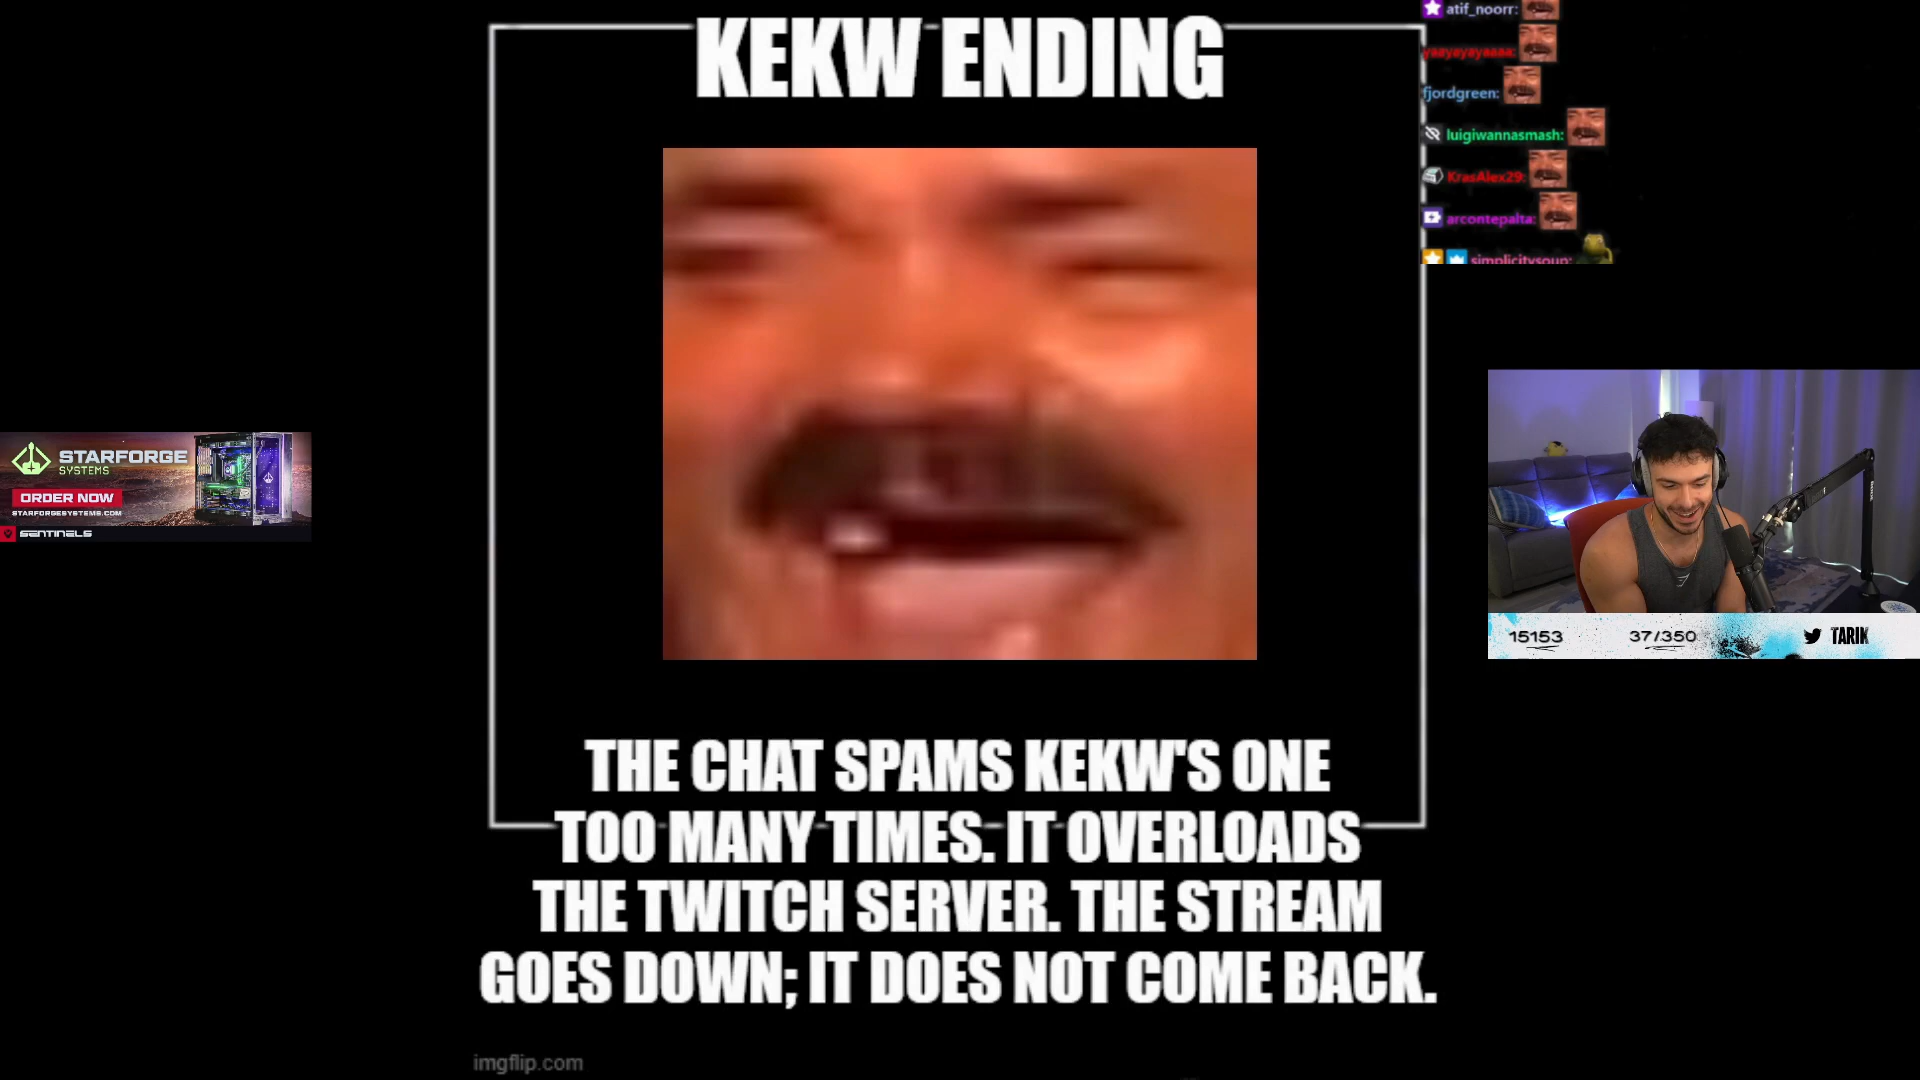 KEKW ENDING
atif_noorr:
yaayayayaaaa:
fjordgreen:
luigiwannasmash:
KrasAlex29:
arcontepalta:
simplicitysoup:
STARFORGE
SYSTEMS
ORDER NOW
STARFORGESYSTEMS.COM
SENTINELS
15153
37/350
TARIK
THE CHAT SPAMS KEKW'S ONE
TOO MANY TIMES. IT OVERLOADS
THE TWITCH SERVER. THE STREAM
GOES DOWN; IT DOES NOT COME BACK.
imgflip.com